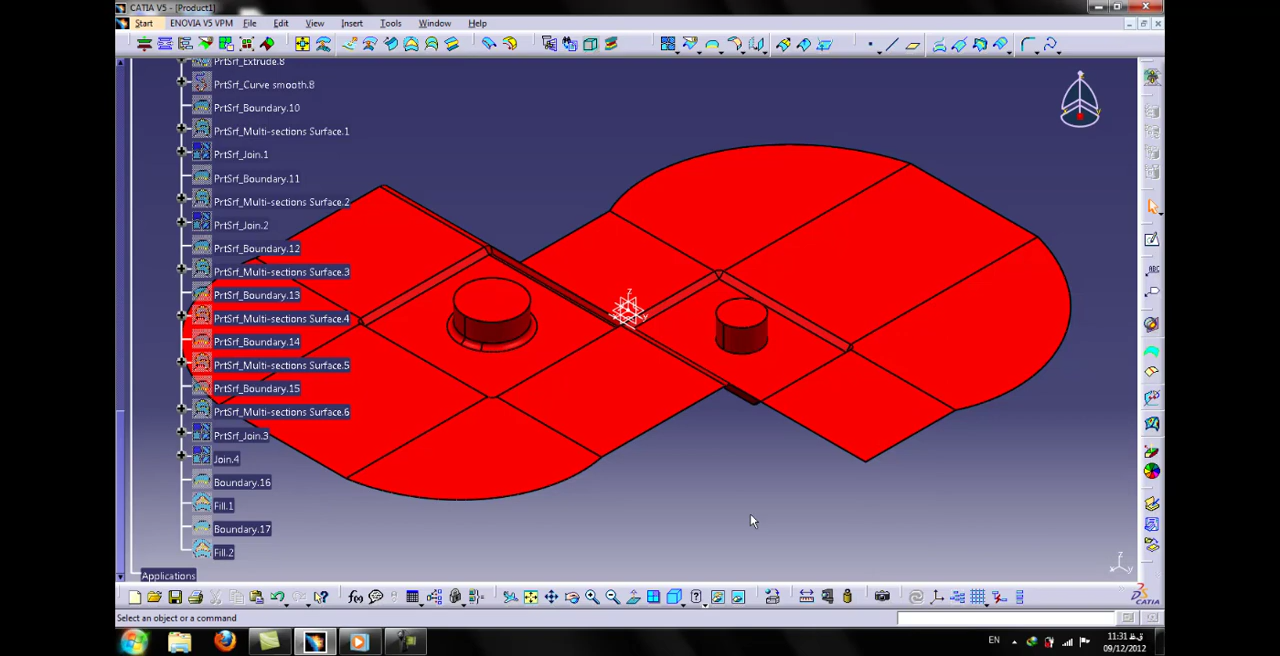 CATIA V5 - [Product1]
Start ENOVIA V5 VPM File Edit View Insert Tools Window Help
PrtSrf_Extrude.8
PrtSrf_Curve smooth.8
PrtSrf_Boundary.10
PrtSrf_Multi-sections Surface.1
PrtSrf_Join.1
PrtSrf_Boundary.11
PrtSrf_Multi-sections Surface.2
PrtSrf_Join.2
PrtSrf_Boundary.12
PrtSrf_Multi-sections Surface.3
PrtSrf_Boundary.13
PrtSrf_Multi-sections Surface.4
PrtSrf_Boundary.14
PrtSrf_Multi-sections Surface.5
PrtSrf_Boundary.15
PrtSrf_Multi-sections Surface.6
PrtSrf_Join.3
Join.4
Boundary.16
Fill.1
Boundary.17
Fill.2
Applications
z
y
z
x y
ABC
f(x)
CATIA
Select an object or a command
EN
11:31 ق.ظ
09/12/2012